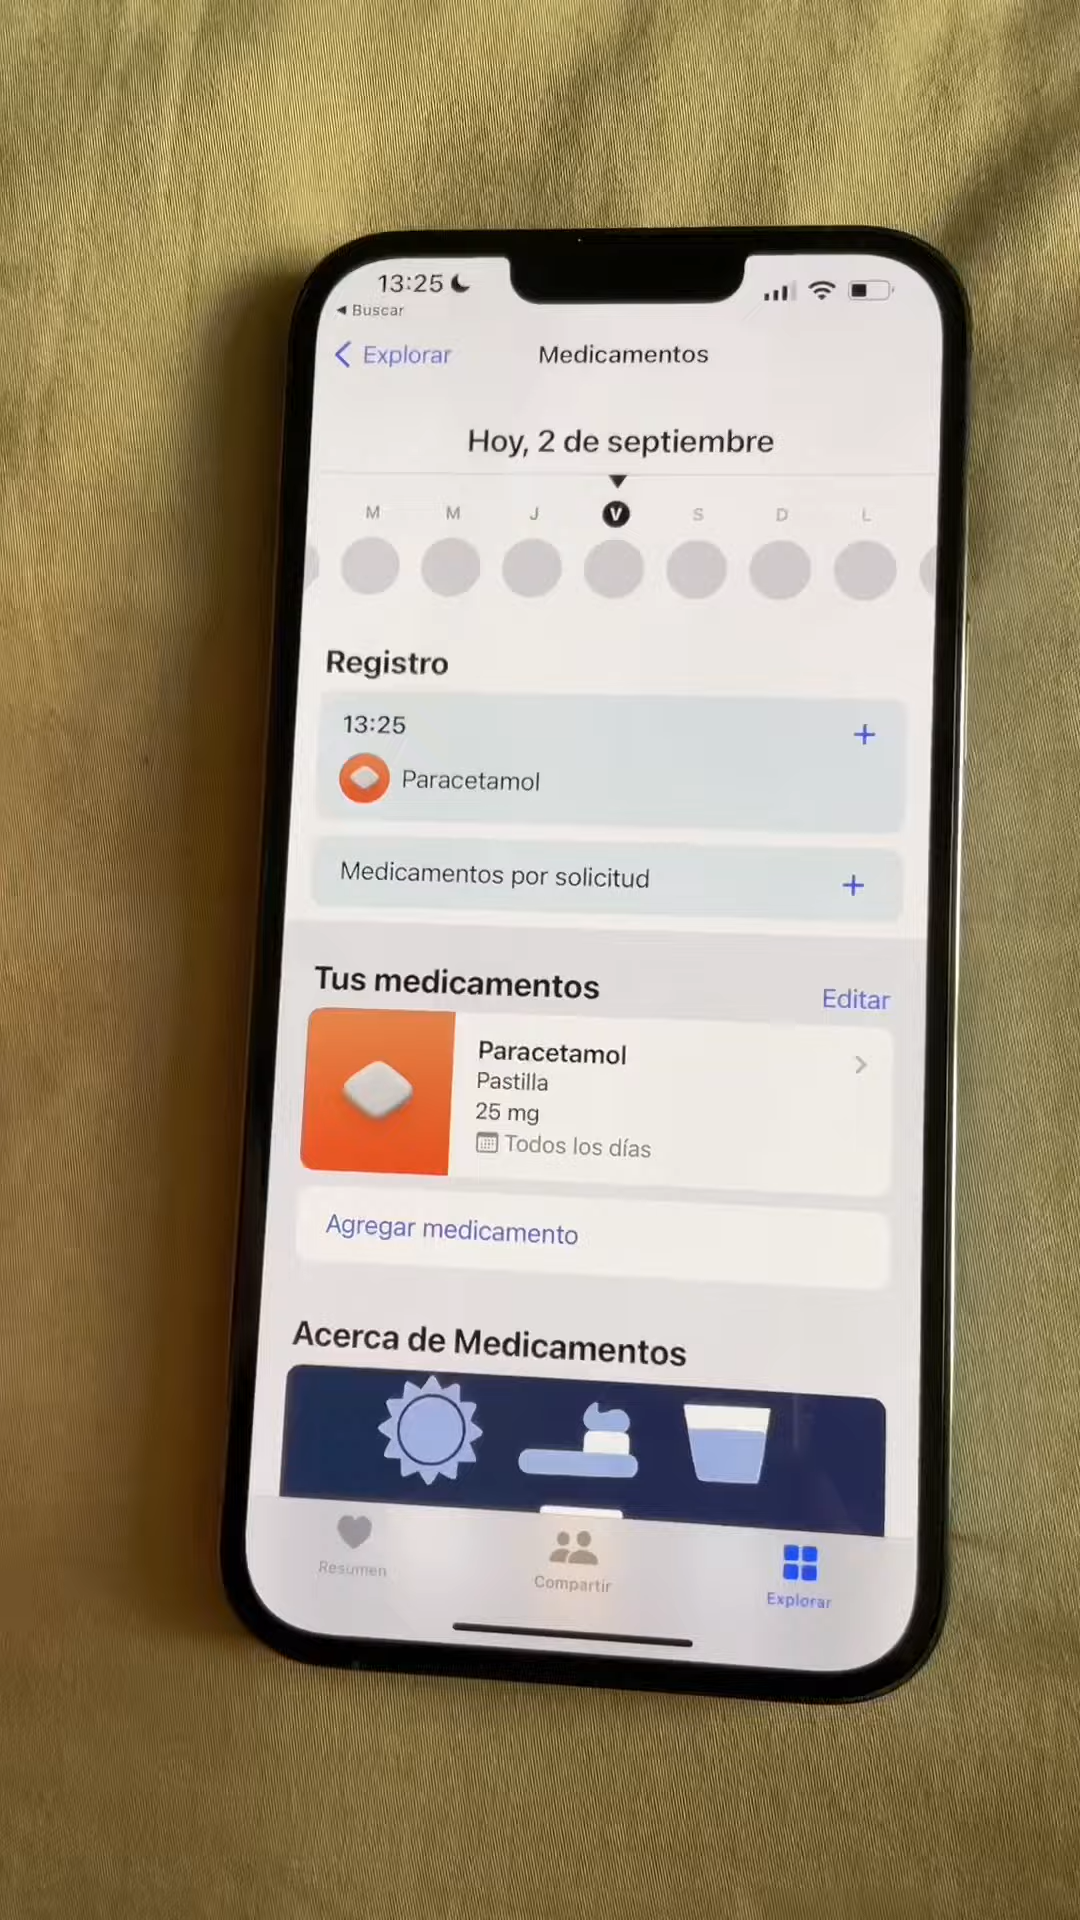 13:25
◀ Buscar
Explorar
Medicamentos
Hoy, 2 de septiembre
M M J V S D L
Registro
13:25
Paracetamol
Medicamentos por solicitud
Tus medicamentos
Editar
Paracetamol
Pastilla
25 mg
Todos los días
Agregar medicamento
Acerca de Medicamentos
Resumen
Compartir
Explorar